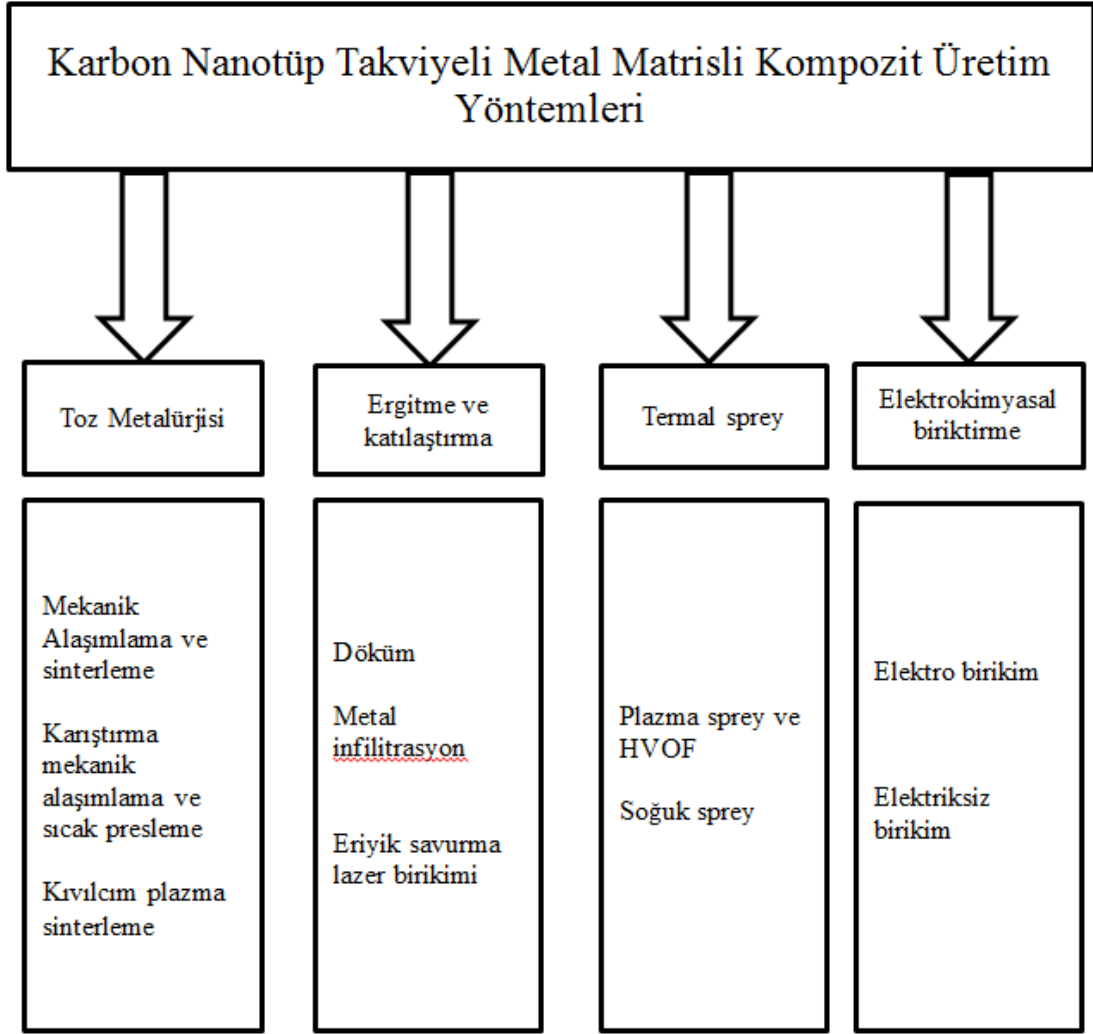 Karbon Nanotüp Takviyeli Metal Matrisli Kompozit Üretim
Yöntemleri
Toz Metalürjisi
Ergitme ve
katılaştırma
Termal sprey
Elektrokimyasal
biriktirme
Mekanik
Alaşımlama ve
sinterleme
Karıştırma
mekanik
alaşımlama ve
sıcak presleme
Kıvılcım plazma
sinterleme
Döküm
Metal
infilitrasyon
Eriyik savurma
lazer birikimi
Plazma sprey ve
HVOF
Soğuk sprey
Elektro birikim
Elektriksiz
birikim